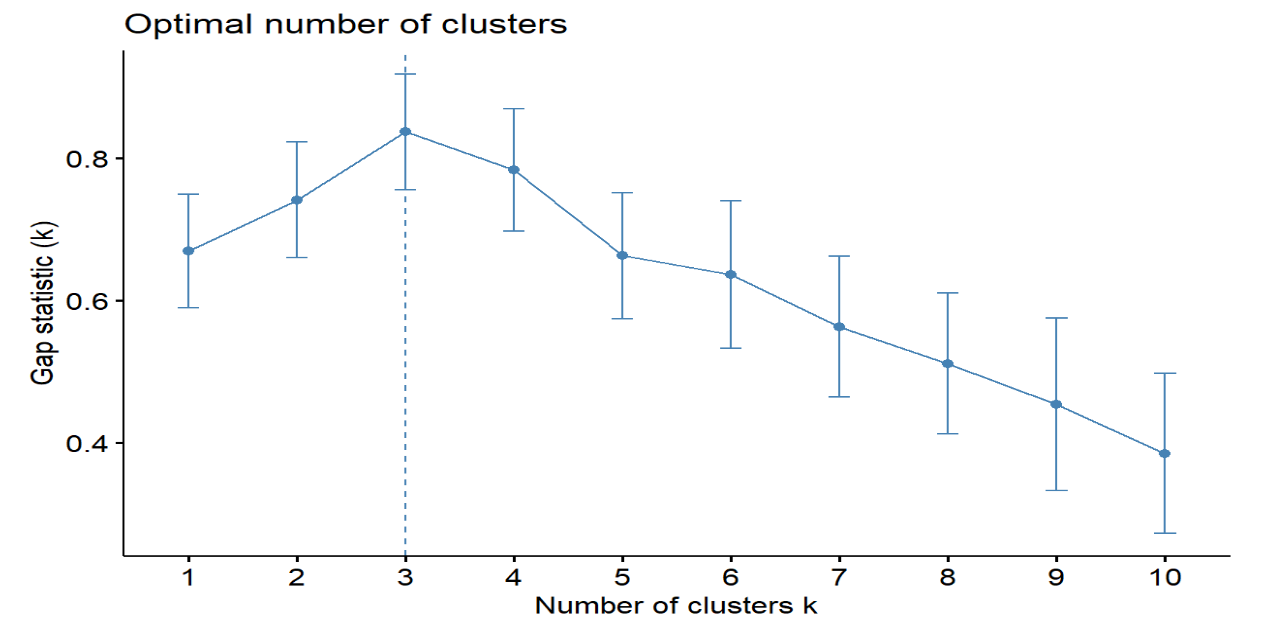 Optimal number of clusters
Gap statistic (k)
0.8
0.6
0.4
1 2 3 4 5 6 7 8 9 10
Number of clusters k